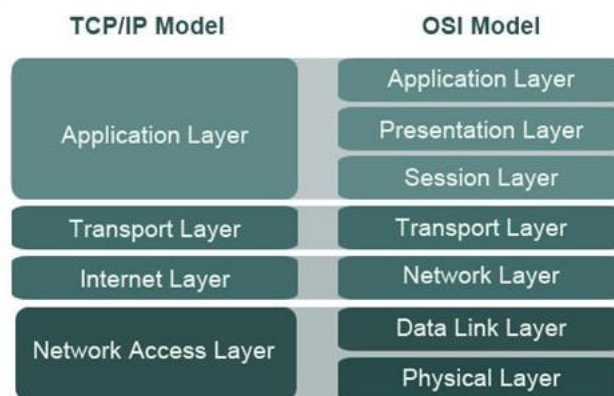 TCP/IP Model
Application Layer
Transport Layer
Internet Layer
Network Access Layer
OSI Model
Application Layer
Presentation Layer
Session Layer
Transport Layer
Network Layer
Data Link Layer
Physical Layer